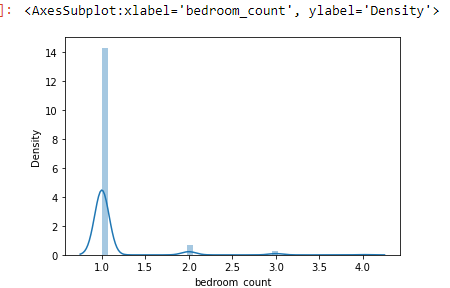 ]: <AxesSubplot:xlabel='bedroom_count', ylabel='Density'>
14
12
10
8
6
4
2
0
Density
1.0 1.5 2.0 2.5 3.0 3.5 4.0
bedroom_count